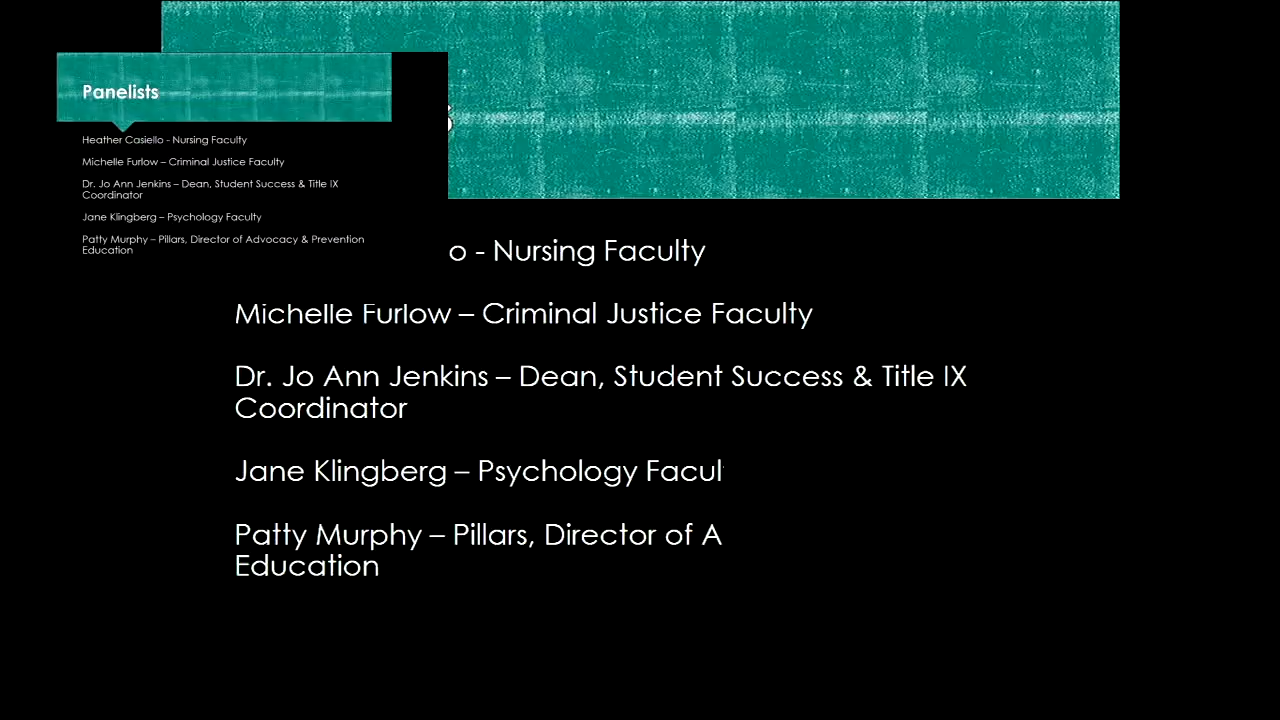 Panelists
Heather Casiello - Nursing Faculty
Michelle Furlow – Criminal Justice Faculty
Dr. Jo Ann Jenkins – Dean, Student Success & Title IX
Coordinator
Jane Klingberg – Psychology Faculty
Patty Murphy – Pillars, Director of Advocacy & Prevention
Education
s
o - Nursing Faculty
Michelle Furlow – Criminal Justice Faculty
Dr. Jo Ann Jenkins – Dean, Student Success & Title IX
Coordinator
Jane Klingberg – Psychology Facul
Patty Murphy – Pillars, Director of A
Education